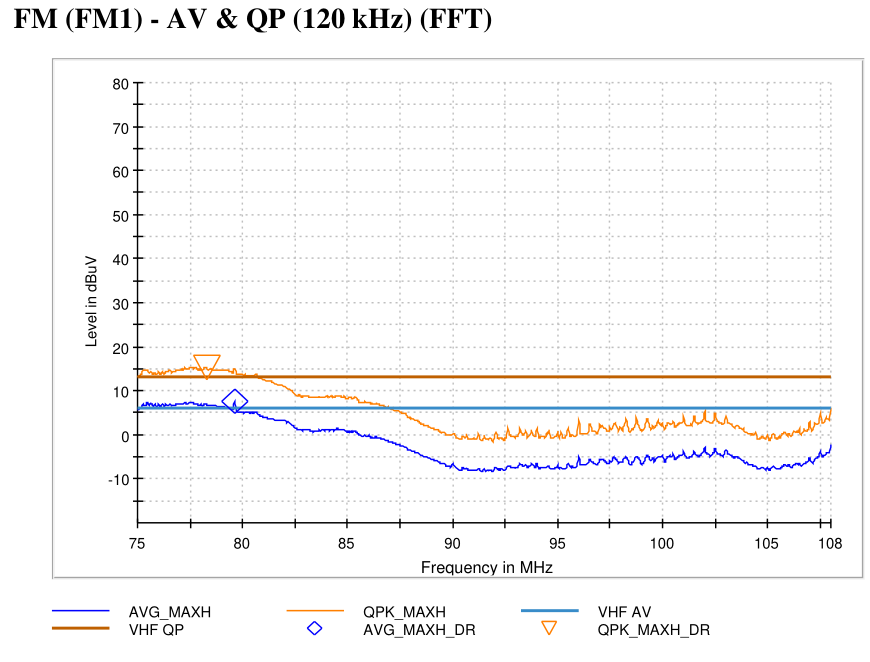 FM (FM1) - AV & QP (120 kHz) (FFT)
80
70
60
50
40
30
20
10
0
-10
Level in dBuV
75 80 85 90 95 100 105 108
Frequency in MHz
AVG_MAXH QPK_MAXH VHF AV
VHF QP AVG_MAXH_DR QPK_MAXH_DR